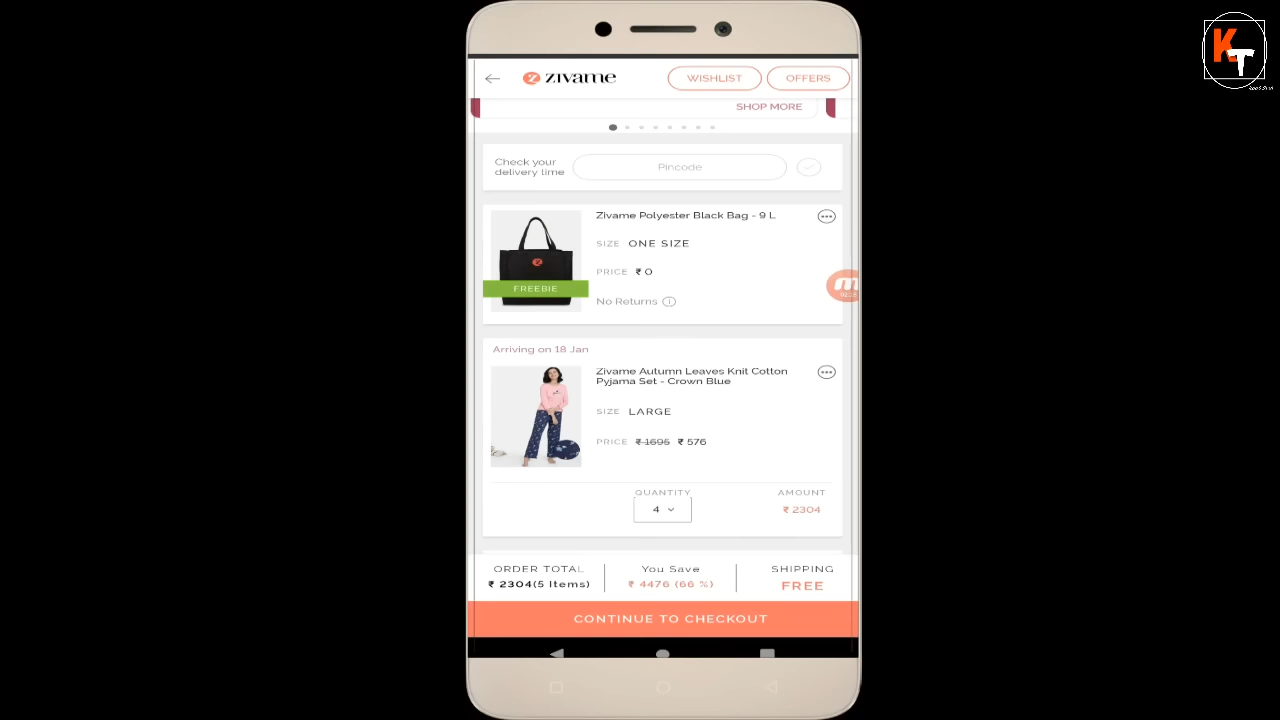 KT
zivame
WISHLIST
OFFERS
SHOP MORE
Check your
delivery time
Pincode
Zivame Polyester Black Bag - 9 L
SIZE ONE SIZE
PRICE ₹ 0
FREEBIE
No Returns
Arriving on 18 Jan
Zivame Autumn Leaves Knit Cotton
Pyjama Set - Crown Blue
SIZE LARGE
PRICE ₹ 1695 ₹ 576
QUANTITY
AMOUNT
4
₹ 2304
ORDER TOTAL
You Save
SHIPPING
₹ 2304(5 Items)
₹ 4476 (66 %)
FREE
CONTINUE TO CHECKOUT